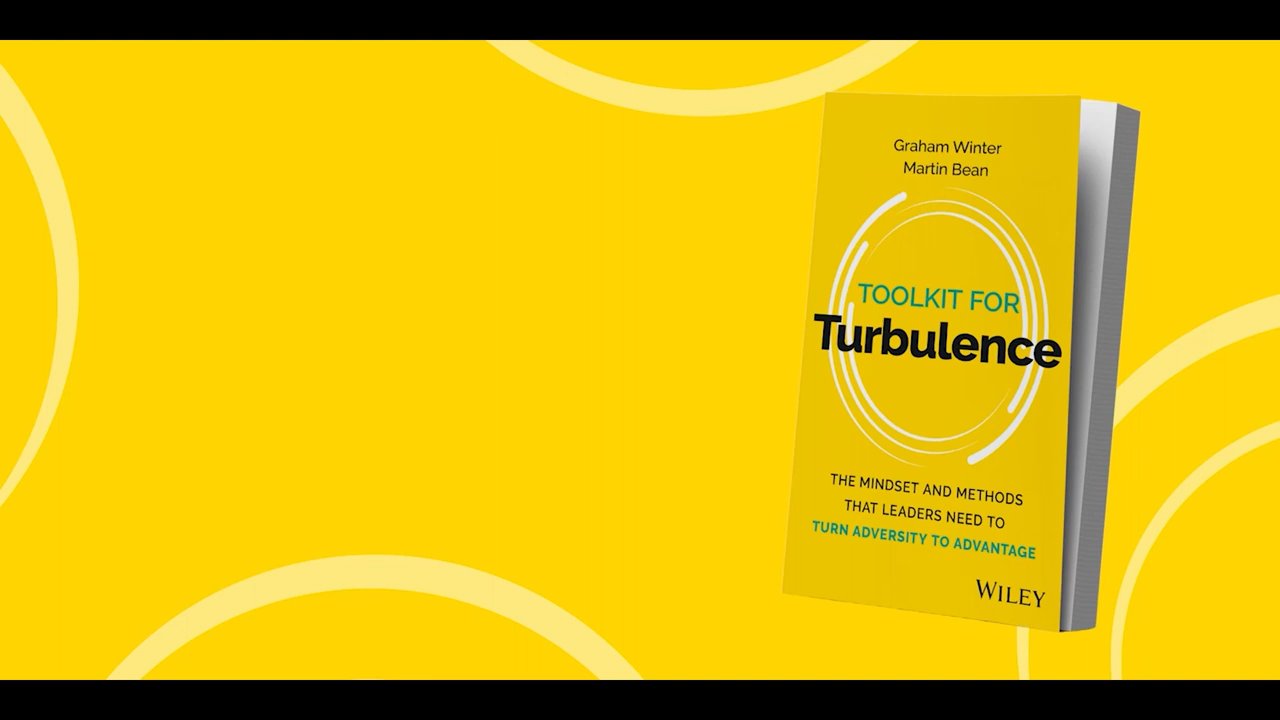 Graham Winter
Martin Bean
TOOLKIT FOR
Turbulence
THE MINDSET AND METHODS
THAT LEADERS NEED TO
TURN ADVERSITY TO ADVANTAGE
WILEY